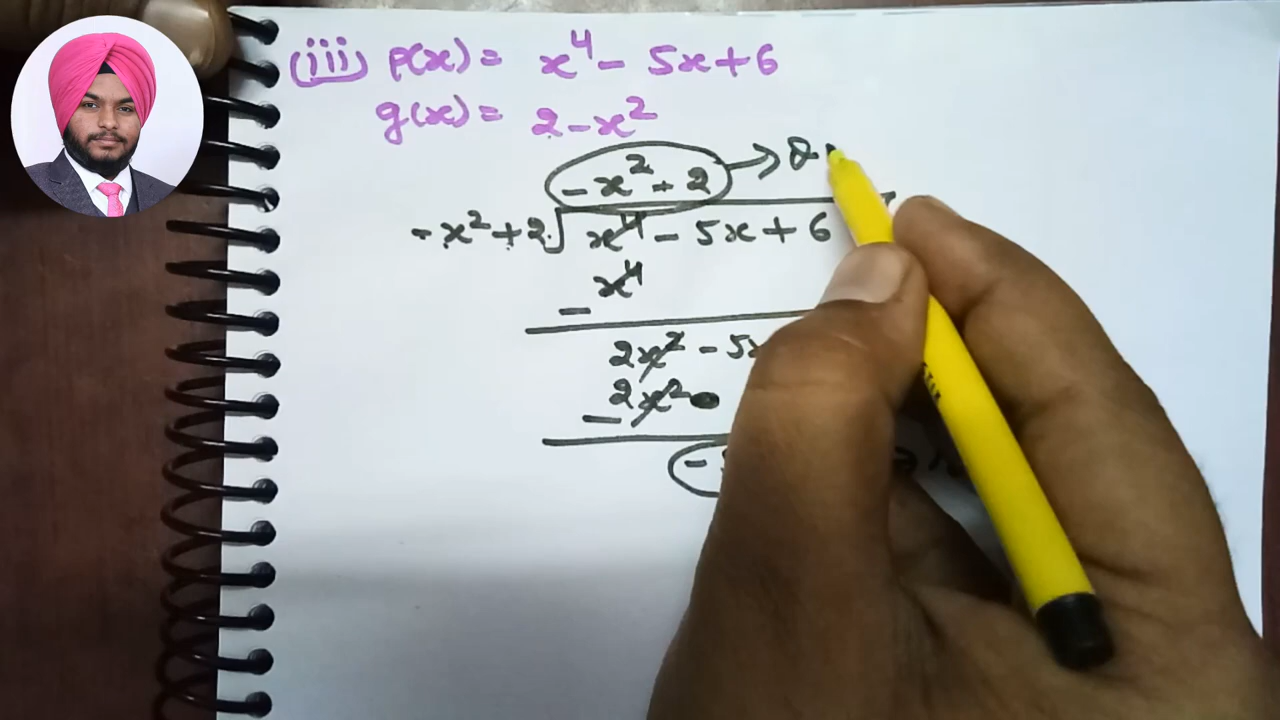 (iii) p(x) = x⁴ - 5x + 6
g(x) = 2 - x²
-x² - 2 →
-x² + 2 √ x⁴ - 5x + 6
x⁴
-
2x² - 5x
2x²
-
-